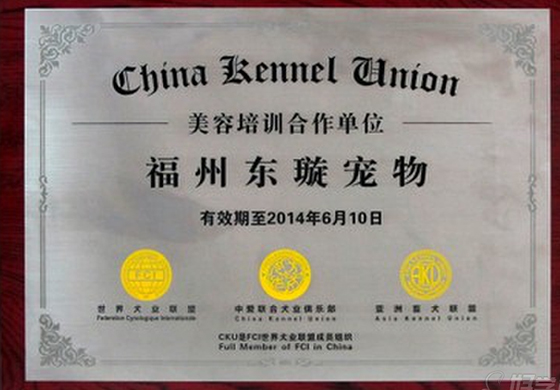 China Kennel Union
美容培训合作单位
福州东璇宠物
有效期至2014年6月10日
FCI
AKU
世界犬业联盟
中爱联合犬业俱乐部
亚洲畜犬联盟
Federation Cynologique Internationale
China Kennel Union
Asia Kennel Union
CKU是FCI世界犬业联盟成员组织
Full Member of FCI in China